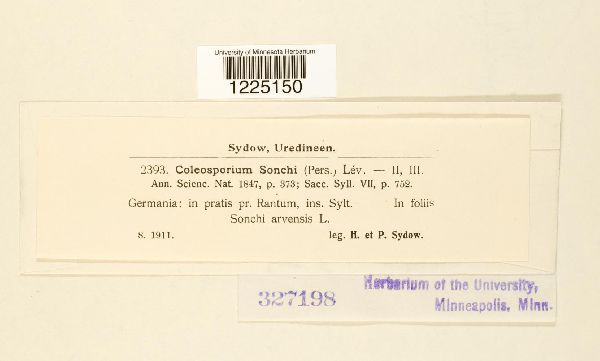 University of Minnesota Herbarium
1225150
Sydow, Uredineen.
2393. Coleosporium Sonchi (Pers.) Lév. — II, III.
Ann. Scienc. Nat. 1847, p. 373; Sacc. Syll. VII, p. 752.
Germania: in pratis pr. Rantum, ins. Sylt. In foliis
Sonchi arvensis L.
8. 1911. leg. H. et P. Sydow.
327198
Herbarium of the University,
Minneapolis, Minn.